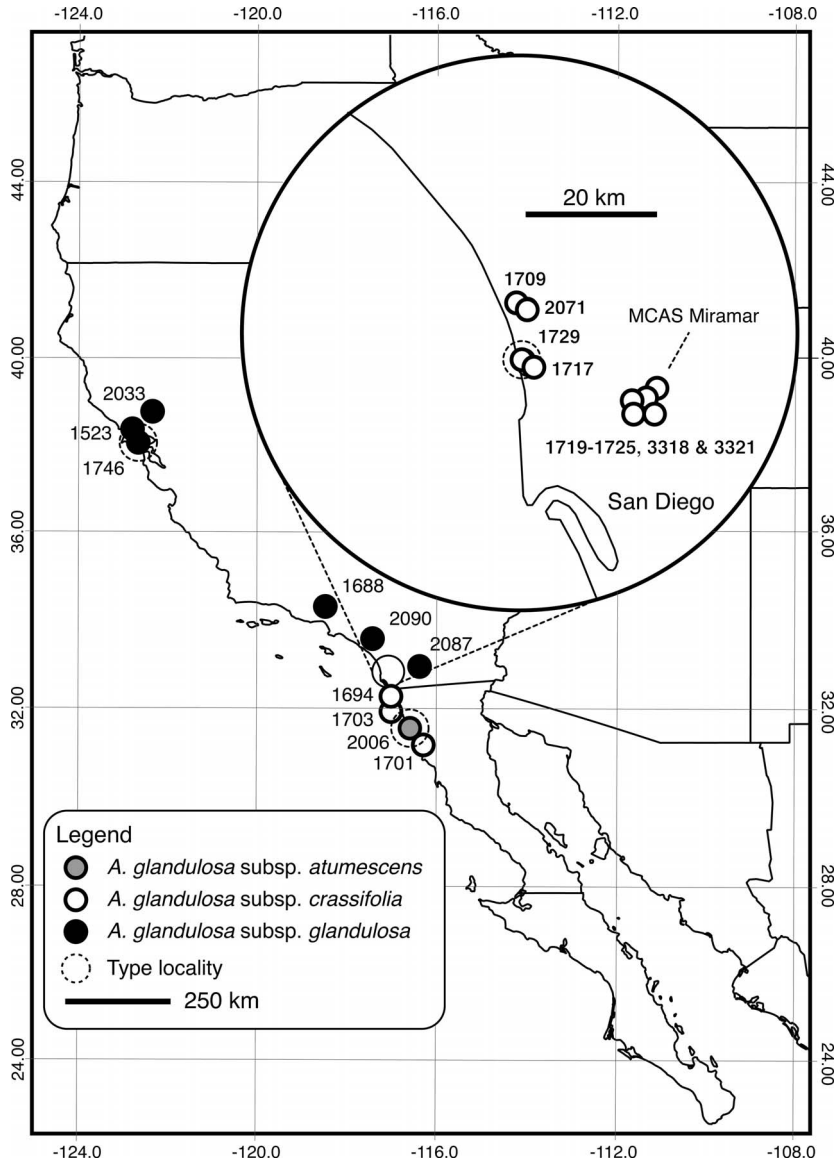 -124.0 -120.0 -116.0 -112.0 -108.0
44.00 44.00
20 km
1709
2071
1729
MCAS Miramar
40.00 40.00
1717
2033
1523
1746
1719-1725, 3318 & 3321
San Diego
36.00 36.00
1688
2090
2087
1694
32.00 32.00
1703
2006
1701
Legend
A. glandulosa subsp. atumescens
28.00 28.00
A. glandulosa subsp. crassifolia
A. glandulosa subsp. glandulosa
Type locality
250 km
24.00 24.00
-124.0 -120.0 -116.0 -112.0 -108.0